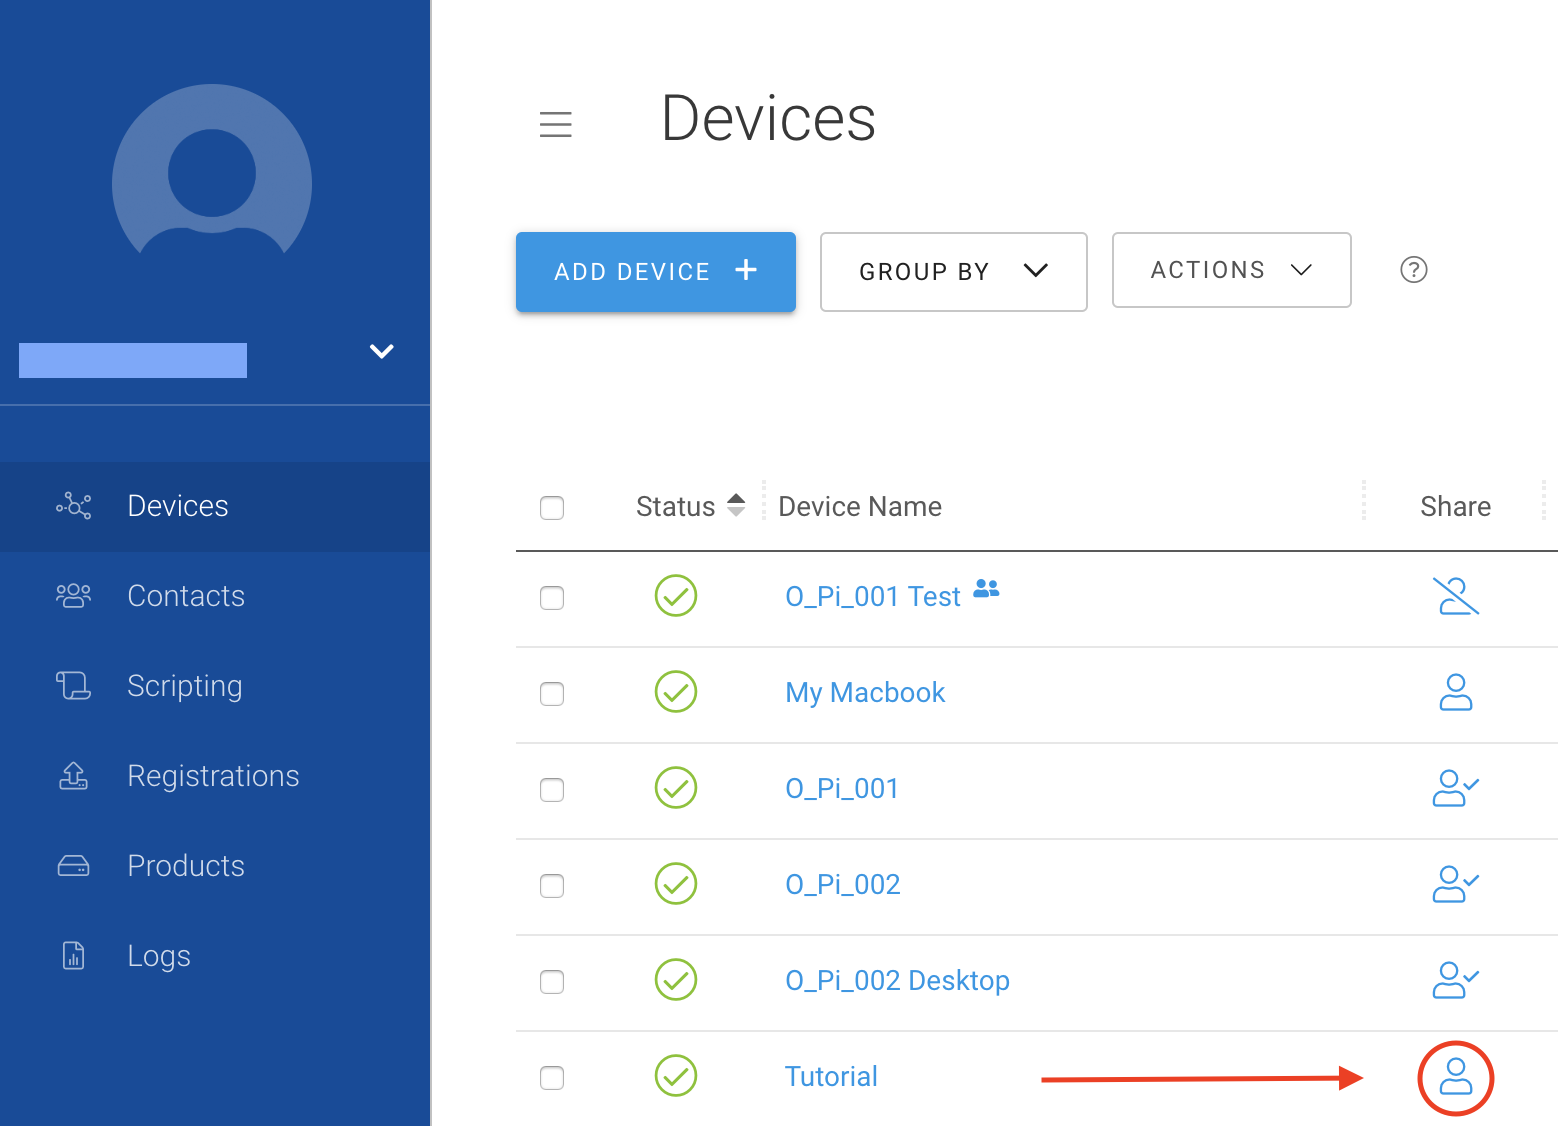 Devices
ADD DEVICE +
GROUP BY
ACTIONS
?
Devices
Contacts
Scripting
Registrations
Products
Logs
Status
Device Name
Share
O_Pi_001 Test
My Macbook
O_Pi_001
O_Pi_002
O_Pi_002 Desktop
Tutorial